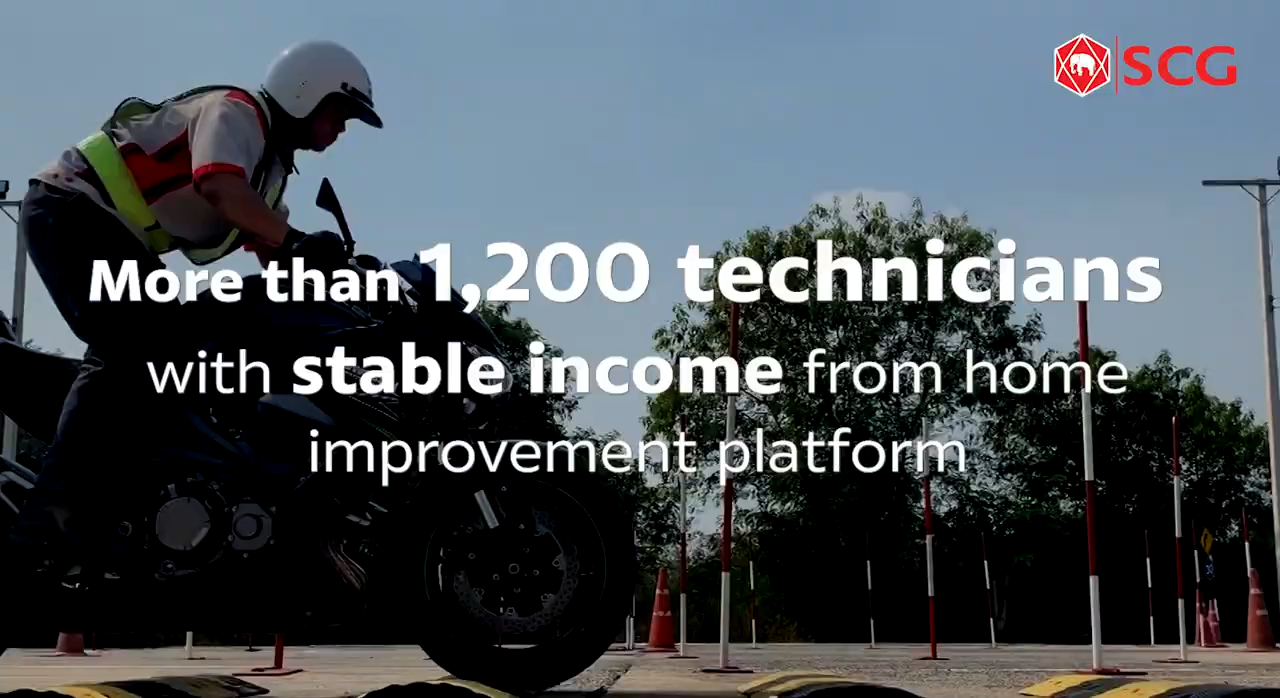 SCG
More than 1,200 technicians
with stable income from home
improvement platform